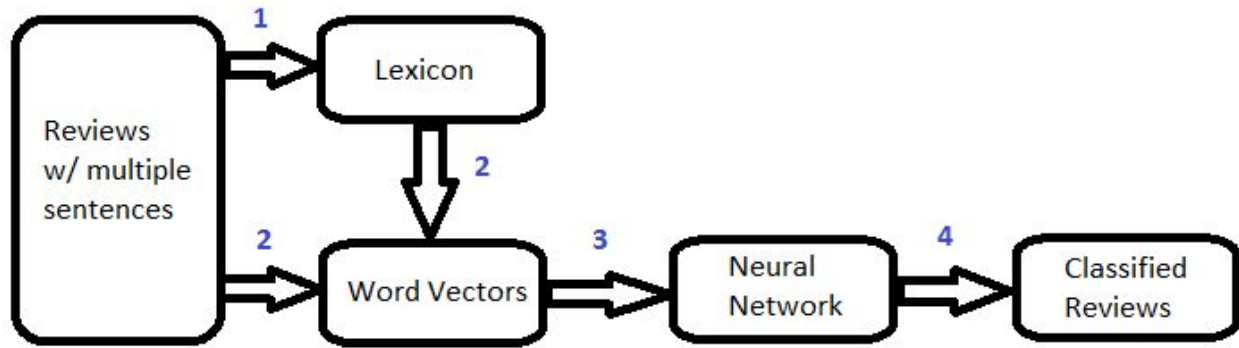 1
Lexicon
Reviews
w/ multiple
sentences
2
2
Word Vectors
3
Neural
Network
4
Classified
Reviews